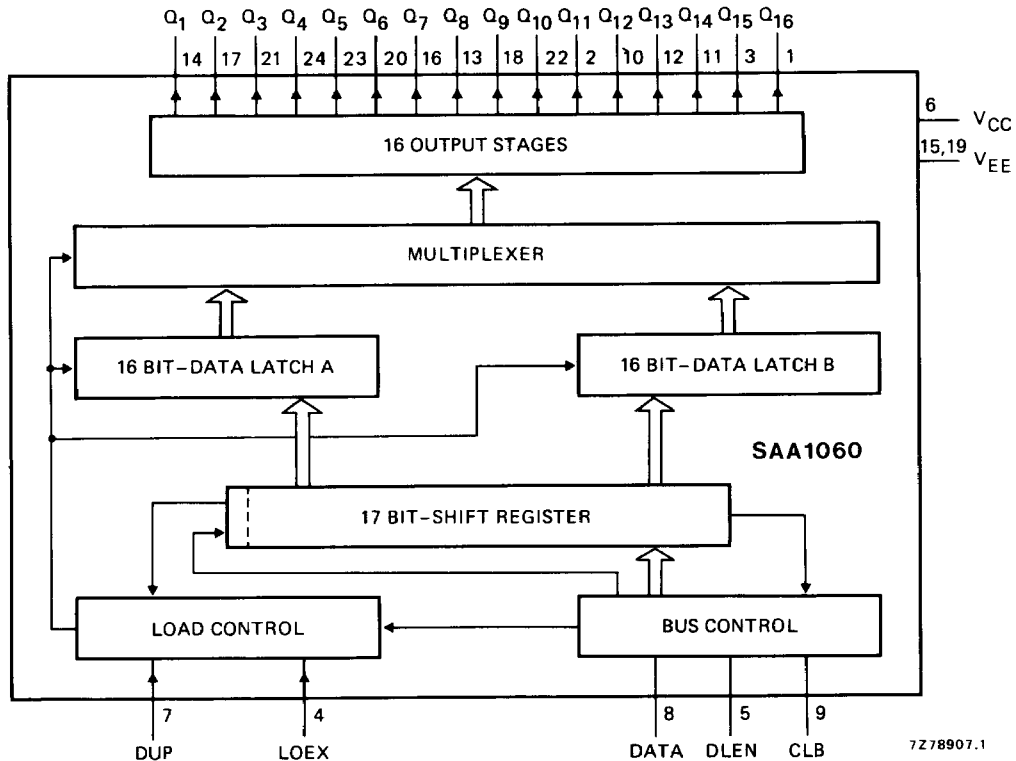 Q1 Q2 Q3 Q4 Q5 Q6 Q7 Q8 Q9 Q10 Q11 Q12 Q13 Q14 Q15 Q16
14 17 21 24 23 20 16 13 18 22 2 10 12 11 3 1
6 VCC
15,19 VEE
16 OUTPUT STAGES
MULTIPLEXER
16 BIT-DATA LATCH A
16 BIT-DATA LATCH B
SAA1060
17 BIT-SHIFT REGISTER
LOAD CONTROL
BUS CONTROL
7 4 8 5 9
DUP LOEX DATA DLEN CLB
7Z78907.1